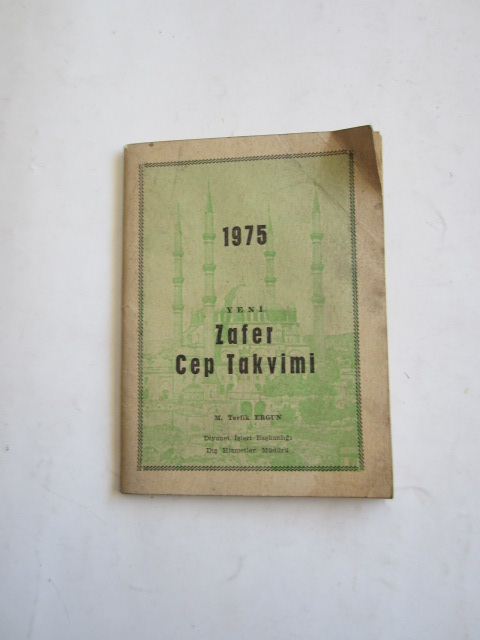 1975
YENİ
Zafer
Cep Takvimi
M. Tevfik ERGUN
Diyanet İşleri Başkanlığı
Dış Hizmetler Müdürü